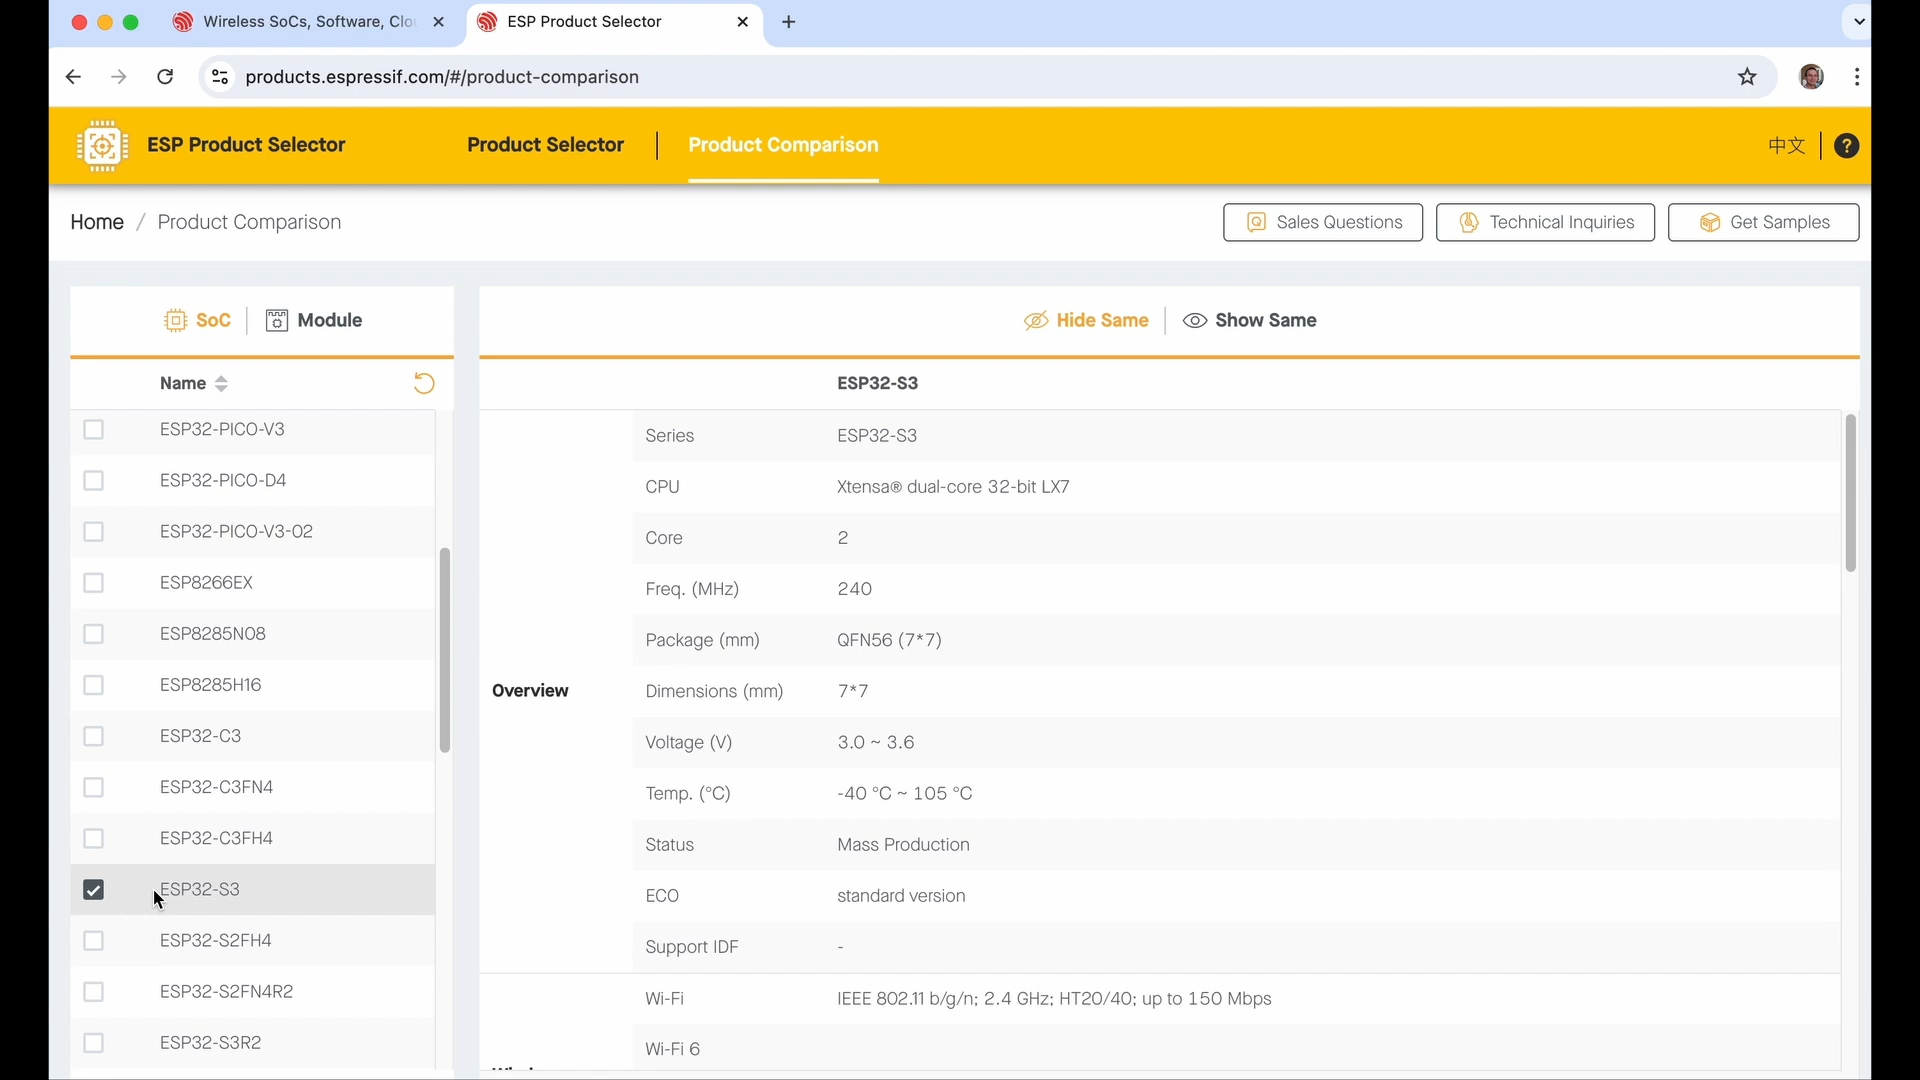 Wireless SoCs, Software, Clo
ESP Product Selector
products.espressif.com/#/product-comparison
ESP Product Selector
Product Selector
Product Comparison
中文
?
Home / Product Comparison
Sales Questions
Technical Inquiries
Get Samples
SoC
Module
Hide Same
Show Same
Name
ESP32-S3
ESP32-PICO-V3
ESP32-PICO-D4
ESP32-PICO-V3-02
ESP8266EX
ESP8285N08
ESP8285H16
ESP32-C3
ESP32-C3FN4
ESP32-C3FH4
ESP32-S3
ESP32-S2FH4
ESP32-S2FN4R2
ESP32-S3R2
Overview
Series ESP32-S3
CPU Xtensa® dual-core 32-bit LX7
Core 2
Freq. (MHz) 240
Package (mm) QFN56 (7*7)
Dimensions (mm) 7*7
Voltage (V) 3.0 ~ 3.6
Temp. (°C) -40 °C ~ 105 °C
Status Mass Production
ECO standard version
Support IDF -
Wi-Fi IEEE 802.11 b/g/n; 2.4 GHz; HT20/40; up to 150 Mbps
Wi-Fi 6